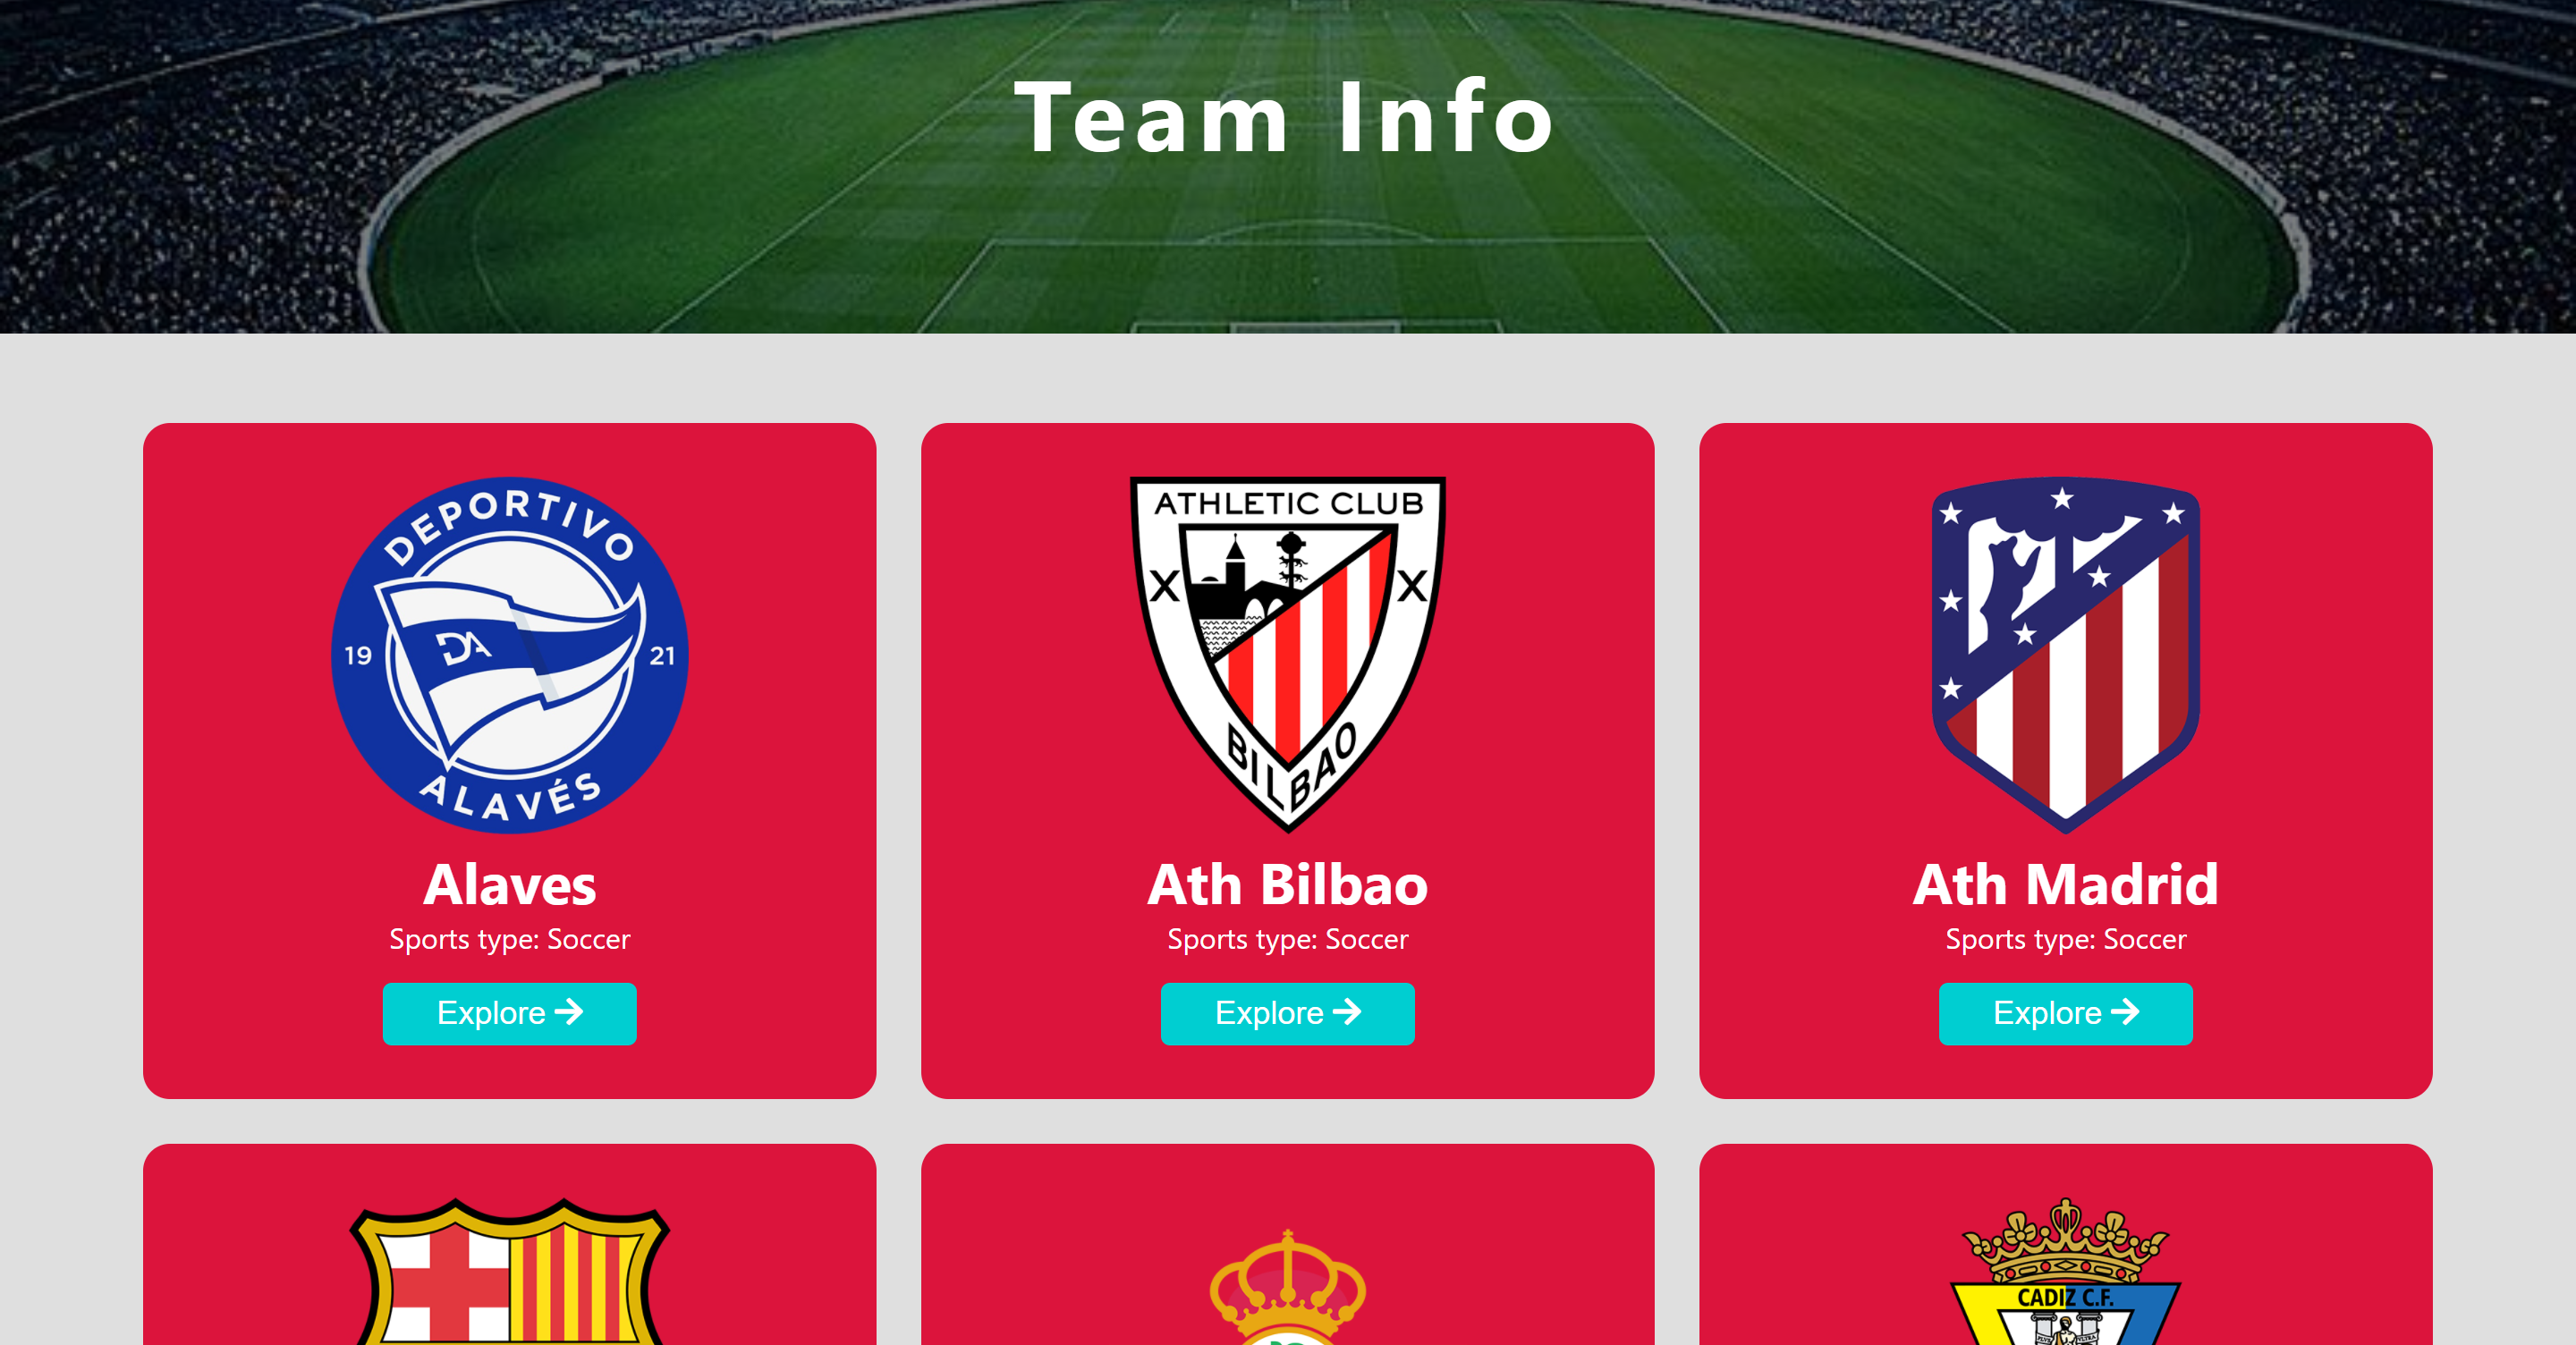 Team Info
DEPORTIVO
19 21
DA
ALAVÉS
ATHLETIC CLUB
BILBAO
Alaves
Ath Bilbao
Ath Madrid
Sports type: Soccer
Sports type: Soccer
Sports type: Soccer
Explore
Explore
Explore
CADIZ C.F.